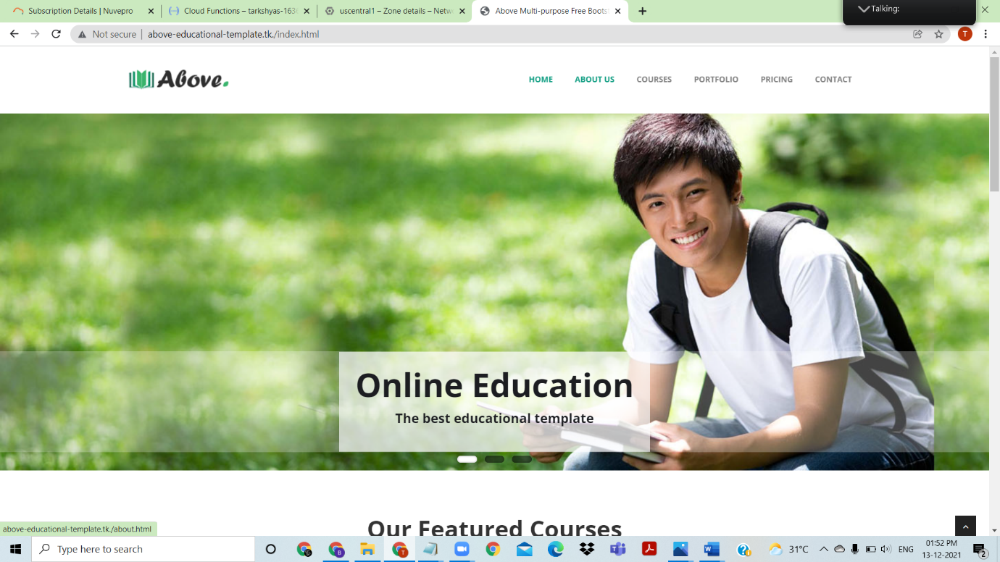 Subscription Details | Nuvepro
Cloud Functions – tarkshyas-163
uscentral1 – Zone details – Netw
Above Multi-purpose Free Boots
Talking:
Not secure
above-educational-template.tk./index.html
T
Above.
HOME
ABOUT US
COURSES
PORTFOLIO
PRICING
CONTACT
Online Education
The best educational template
Our Featured Courses
above-educational-template.tk./about.html
Type here to search
31°C
ENG
01:52 PM
13-12-2021
2